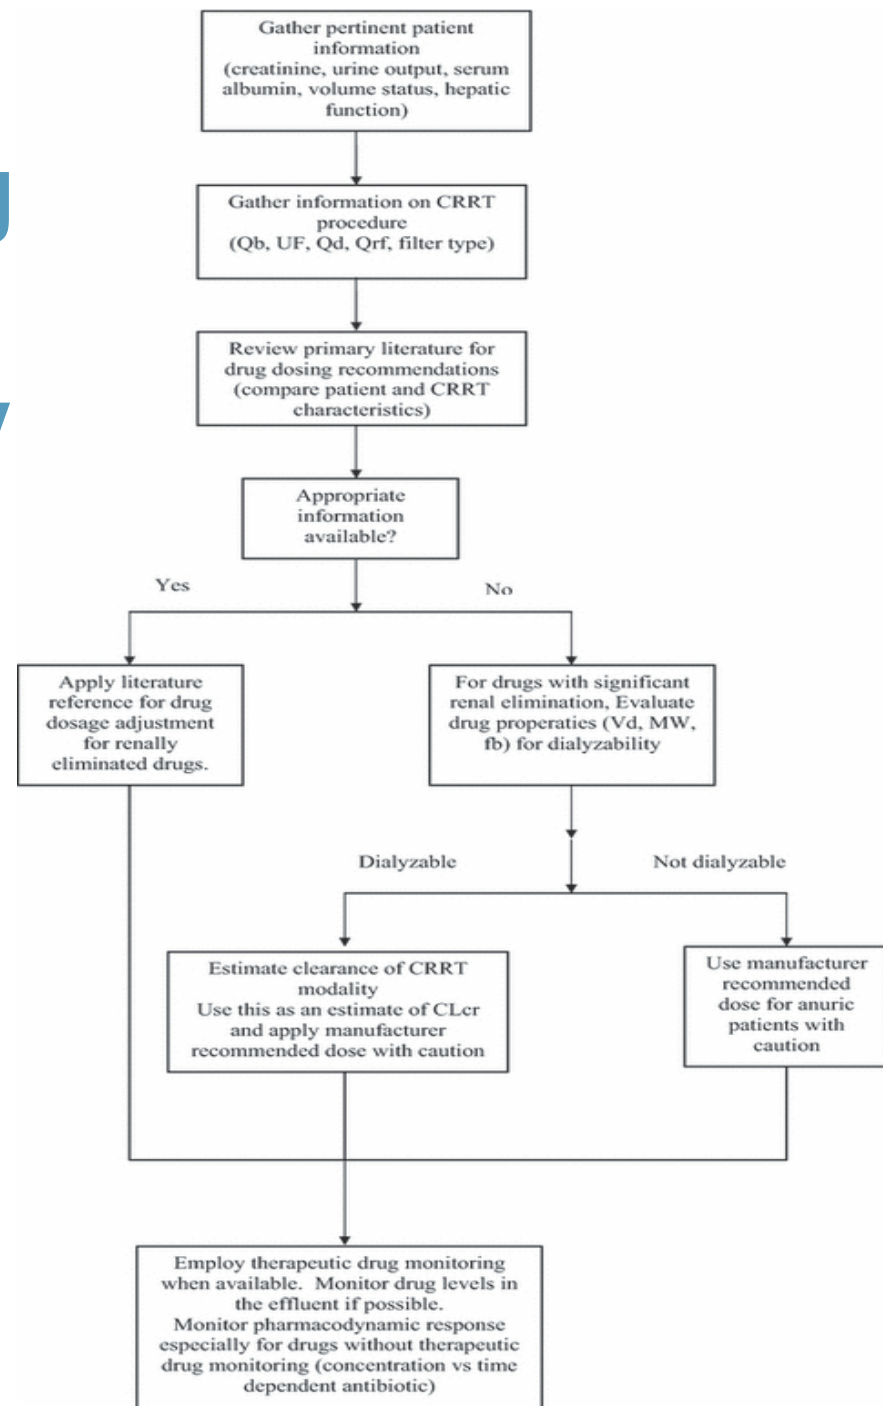 Gather pertinent patient
information
(creatinine, urine output, serum
albumin, volume status, hepatic
function)
Gather information on CRRT
procedure
(Qb, UF, Qd, Qrf, filter type)
Review primary literature for
drug dosing recommendations
(compare patient and CRRT
characteristics)
Appropriate
information
available?
Yes
No
Apply literature
reference for drug
dosage adjustment
for renally
eliminated drugs.
For drugs with significant
renal elimination, Evaluate
drug properaties (Vd, MW,
fb) for dialyzability
Dialyzable
Not dialyzable
Estimate clearance of CRRT
modality
Use this as an estimate of CLcr
and apply manufacturer
recommended dose with caution
Use manufacturer
recommended
dose for anuric
patients with
caution
Employ therapeutic drug monitoring
when available.  Monitor drug levels in
the effluent if possible.
Monitor pharmacodynamic response
especially for drugs without therapeutic
drug monitoring (concentration vs time
dependent antibiotic)